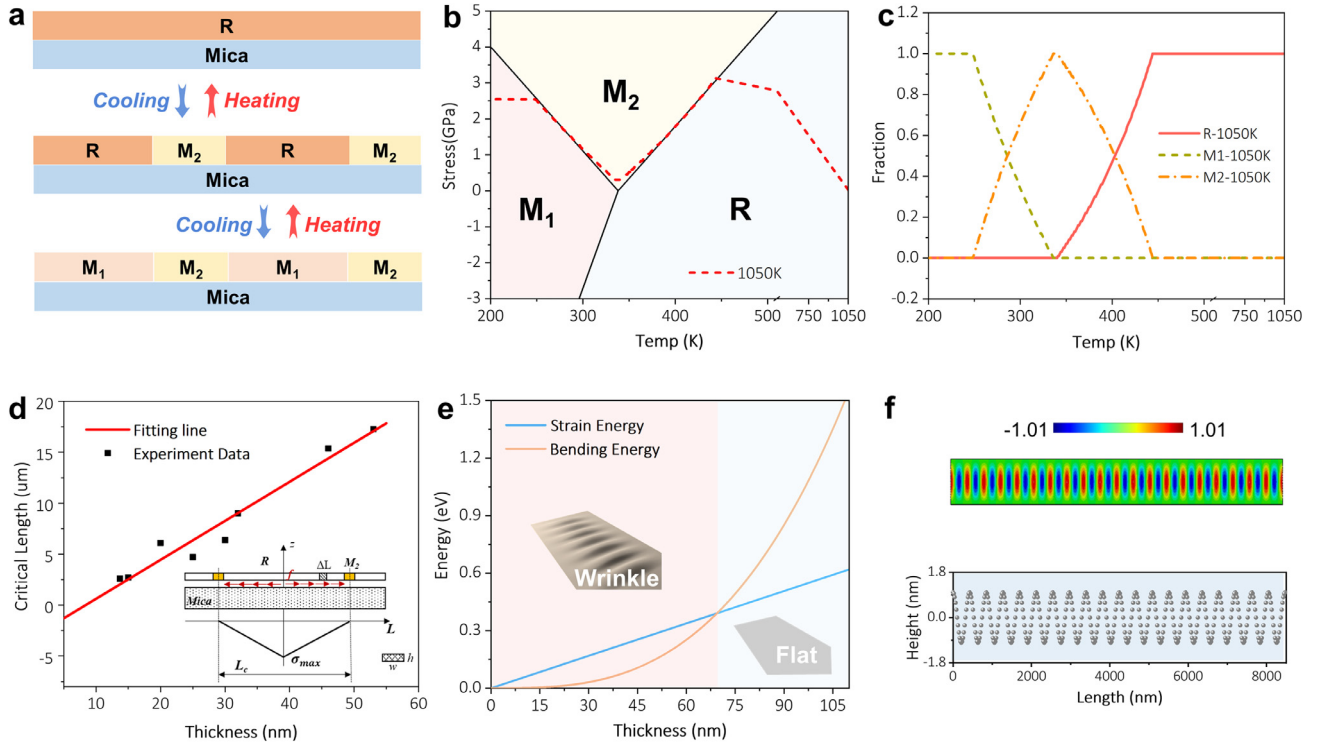 a
R
Mica
Cooling Heating
R M2 R M2
Mica
Cooling Heating
M1 M2 M1 M2
Mica
b
5
4
3
2
1
0
-1
-2
-3
Stress(GPa)
M2
M1
R
1050K
200 300 400 500 750 1050
Temp (K)
c
1.2
1.0
0.8
0.6
0.4
0.2
0.0
-0.2
Fraction
R-1050K
M1-1050K
M2-1050K
200 300 400 500 750 1050
Temp (K)
d
20
15
10
5
0
-5
Critical Length (um)
Fitting line
Experiment Data
z
R f ΔL M2
Mica
L
Lc σmax
h
w
10 20 30 40 50 60
Thickness (nm)
e
1.5
1.2
0.9
0.6
0.3
0.0
Energy (eV)
Strain Energy
Bending Energy
Wrinkle
Flat
0 15 30 45 60 75 90 105
Thickness (nm)
f
-1.01 1.01
1.8
0.0
-1.8
Height (nm)
0 2000 4000 6000 8000
Length (nm)